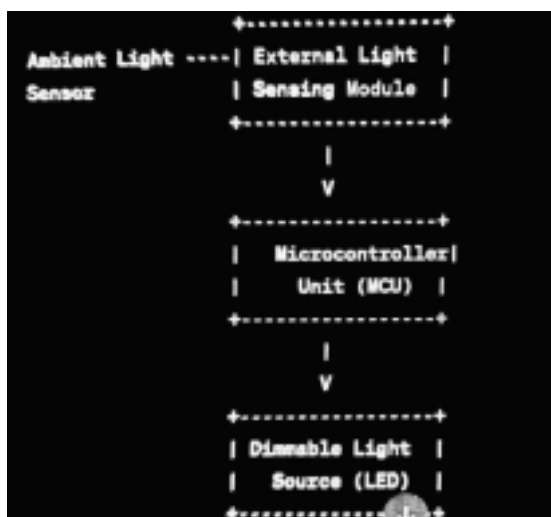 +-----------------+
Ambient Light ----| External Light |
Sensor | Sensing Module |
+-----------------+
|
V
+-----------------+
| Microcontroller|
| Unit (MCU) |
+-----------------+
|
V
+-----------------+
| Dimmable Light |
| Source (LED) |
+-----------------+